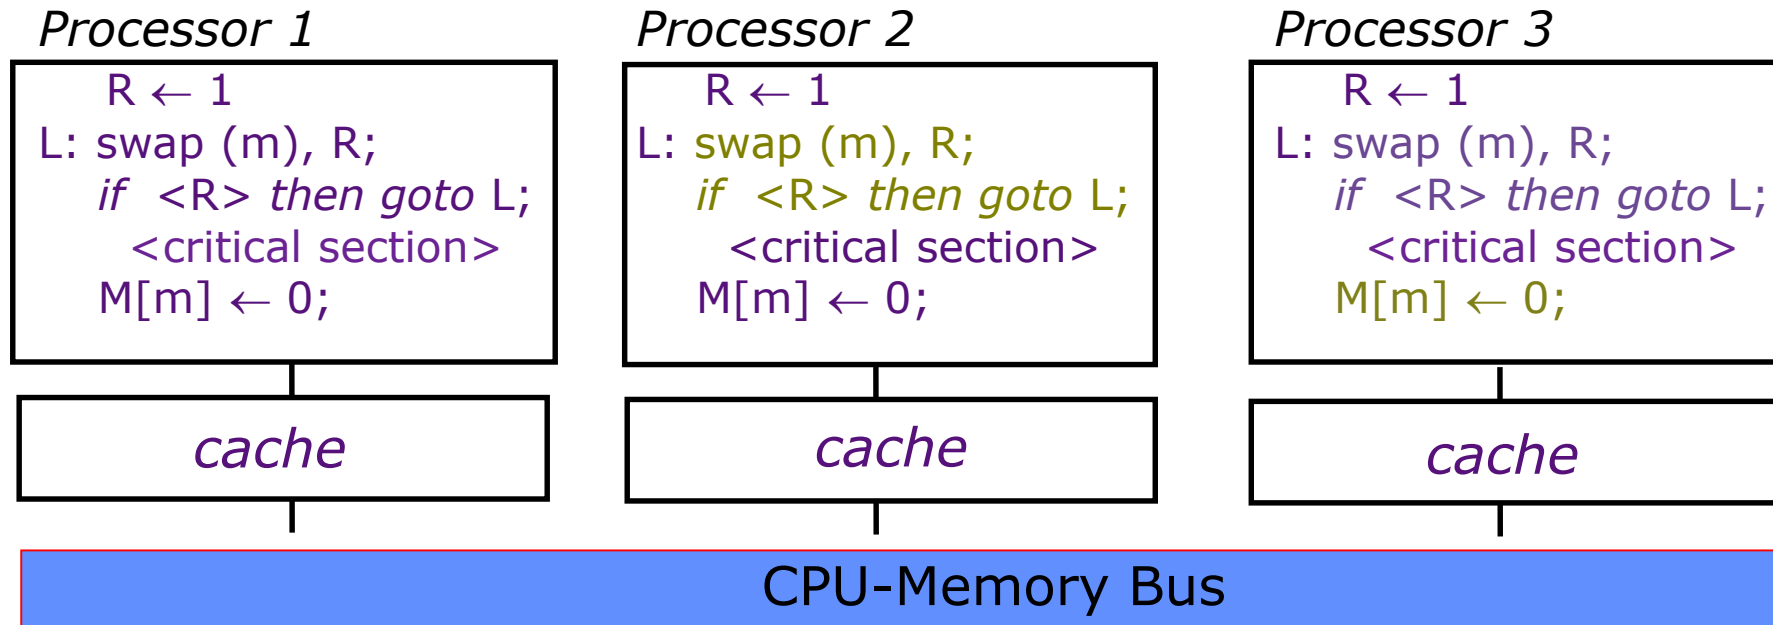 Processor 1
R ← 1
L: swap (m), R;
if <R> then goto L;
<critical section>
M[m] ← 0;
cache
Processor 2
R ← 1
L: swap (m), R;
if <R> then goto L;
<critical section>
M[m] ← 0;
cache
Processor 3
R ← 1
L: swap (m), R;
if <R> then goto L;
<critical section>
M[m] ← 0;
cache
CPU-Memory Bus